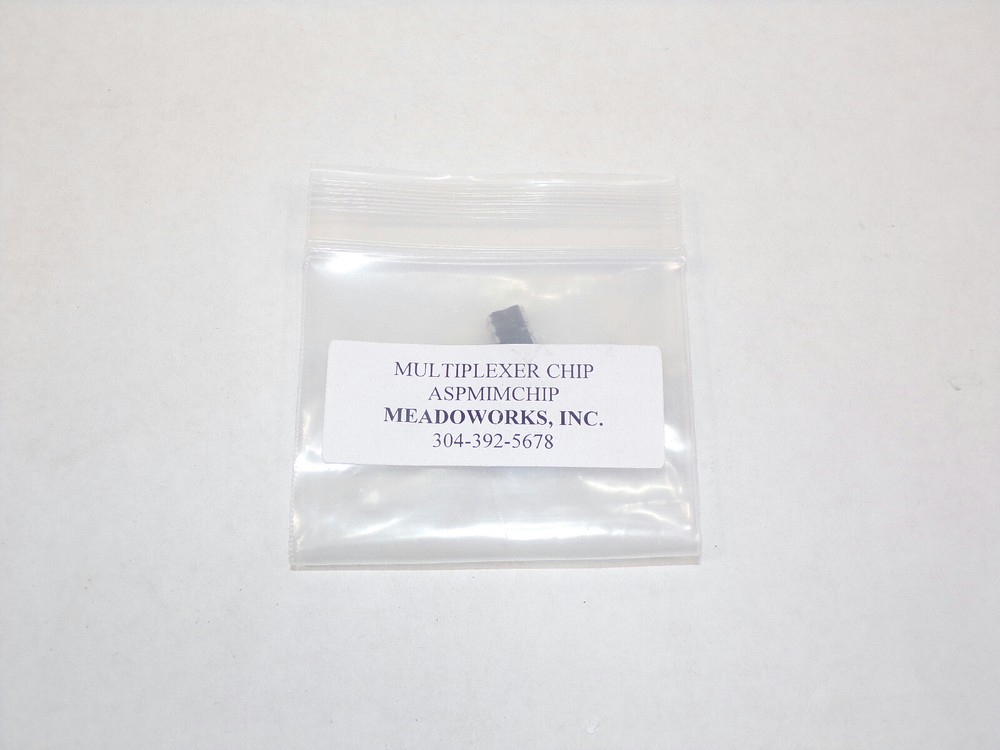 MULTIPLEXER CHIP
ASPMIMCHIP
MEADOWORKS, INC.
304-392-5678